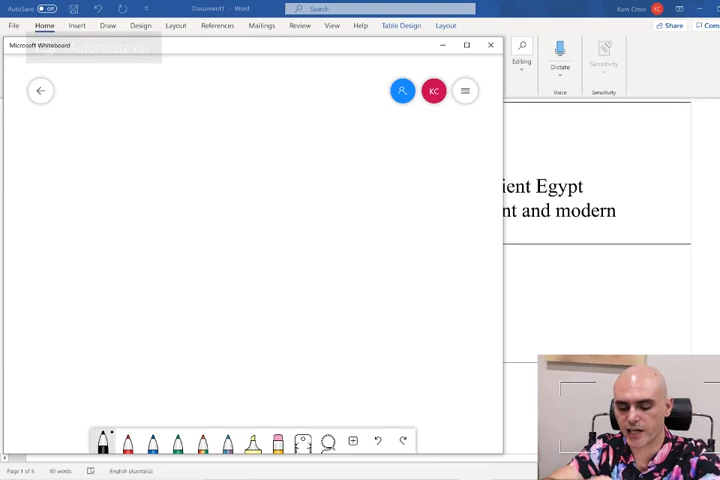 AutoSave Off Document1 - Word Search Kam Cross KC
File Home Insert Draw Design Layout References Mailings Review View Help Table Design Layout Share Com
Microsoft Whiteboard
Editing Dictate Sensitivity
Voice Sensitivity
KC
ient Egypt
nt and modern
Page 1 of 6 80 words English (Australia)